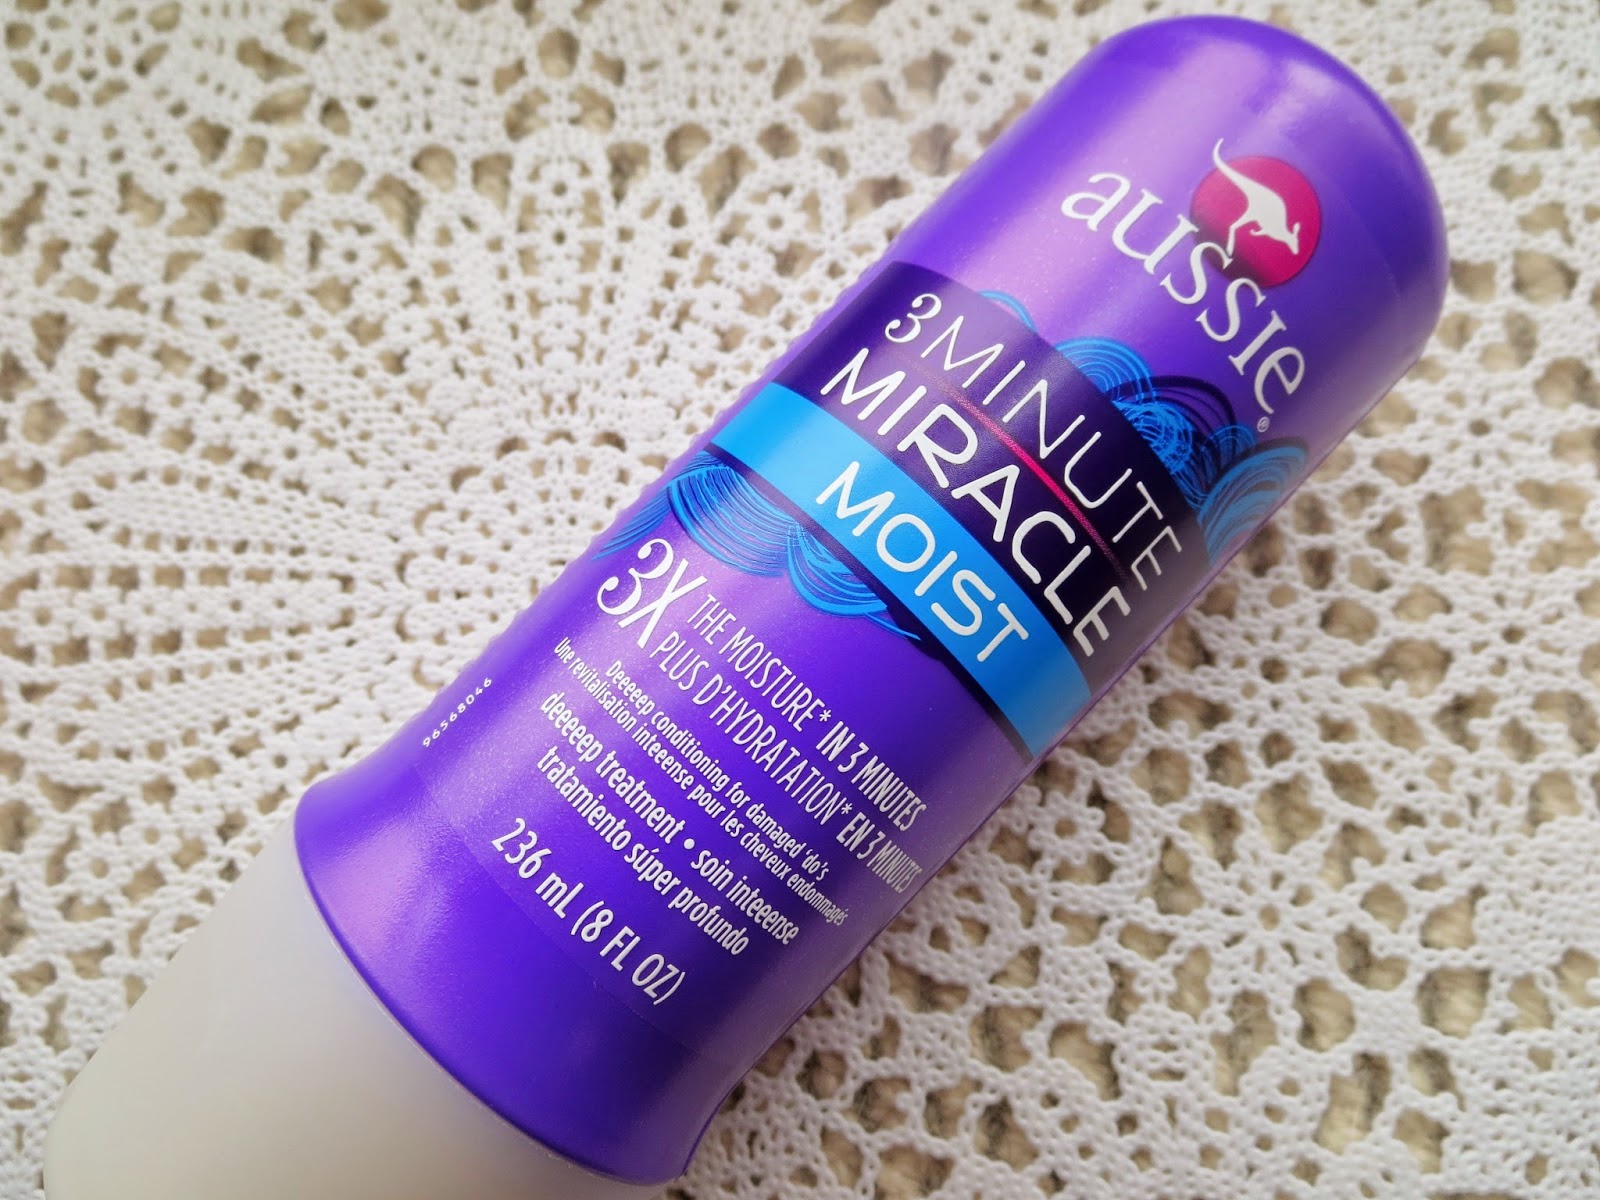 aussie®
3 MINUTE
MIRACLE
MOIST
3X THE MOISTURE* IN 3 MINUTES
PLUS D'HYDRATATION* EN 3 MINUTES
Deeeeep conditioning for damaged 'do's
Une revitalisation inteeense pour les cheveux endommagés
deeeeep treatment • soin inteeense
tratamiento súper profundo
236 mL (8 FL OZ)
96568046